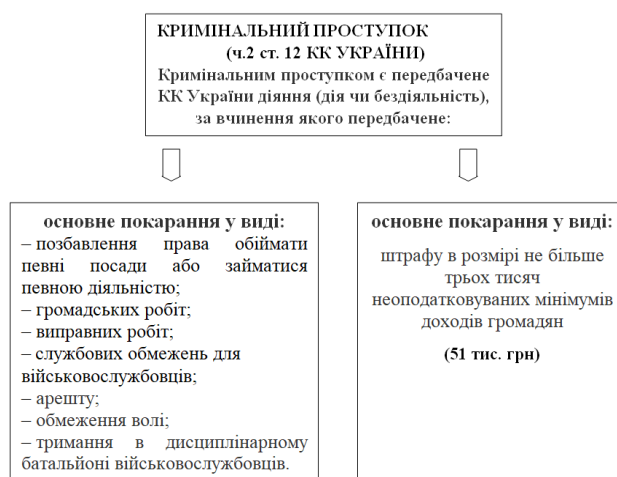 КРИМІНАЛЬНИЙ ПРОСТУПОК
(ч.2 ст. 12 КК УКРАЇНИ)
Кримінальним проступком є передбачене
КК України діяння (дія чи бездіяльність),
за вчинення якого передбачене:
основне покарання у виді:
– позбавлення права обіймати
певні посади або займатися
певною діяльністю;
– громадських робіт;
– виправних робіт;
– службових обмежень для
військовослужбовців;
– арешту;
– обмеження волі;
– тримання в дисциплінарному
батальйоні військовослужбовців.
основне покарання у виді:
штрафу в розмірі не більше
трьох тисяч
неоподатковуваних мінімумів
доходів громадян
(51 тис. грн)